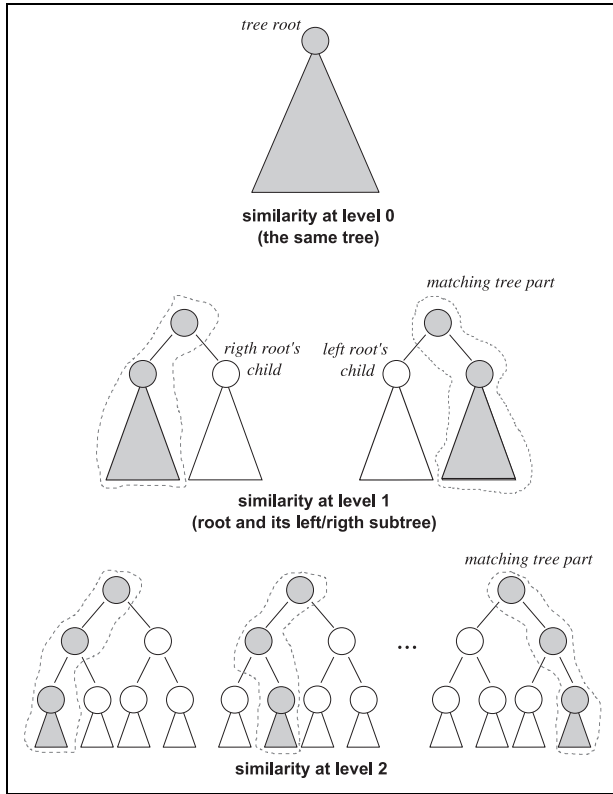 tree root
similarity at level 0
(the same tree)
matching tree part
rigth root's
child
left root's
child
similarity at level 1
(root and its left/rigth subtree)
matching tree part
...
similarity at level 2